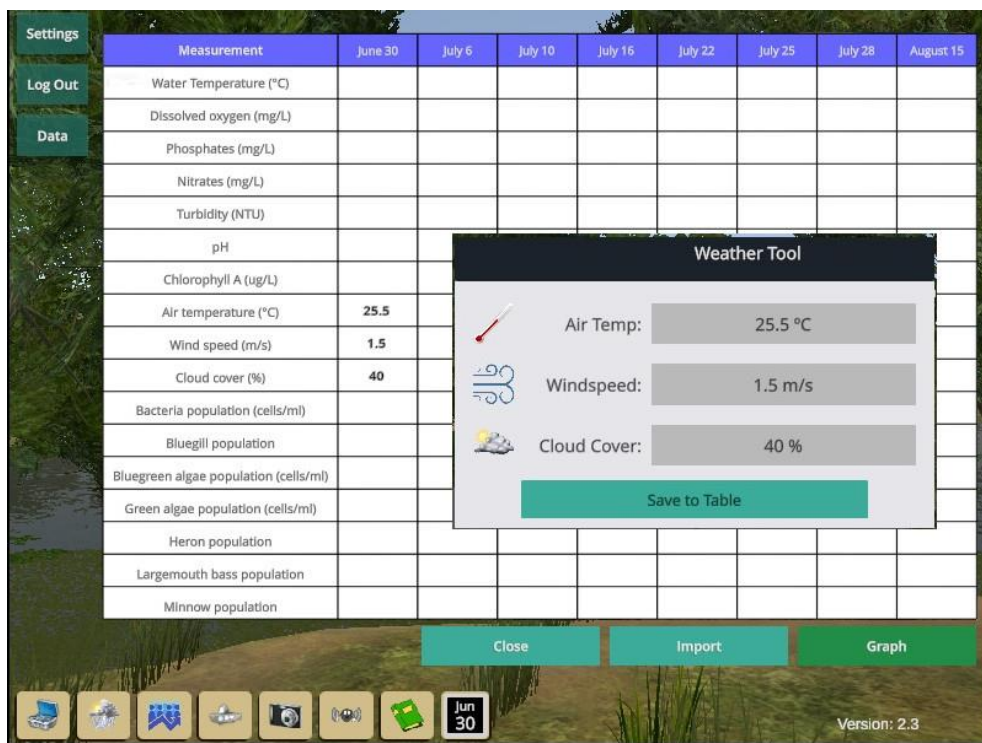 Settings
Log Out
Data
Measurement June 30 July 6 July 10 July 16 July 22 July 25 July 28 August 15
Water Temperature (°C)
Dissolved oxygen (mg/L)
Phosphates (mg/L)
Nitrates (mg/L)
Turbidity (NTU)
pH
Chlorophyll A (ug/L)
Air temperature (°C) 25.5
Wind speed (m/s) 1.5
Cloud cover (%) 40
Bacteria population (cells/ml)
Bluegill population
Bluegreen algae population (cells/ml)
Green algae population (cells/ml)
Heron population
Largemouth bass population
Minnow population
Weather Tool
Air Temp: 25.5 °C
Windspeed: 1.5 m/s
Cloud Cover: 40 %
Save to Table
Close Import Graph
Jun
30
Version: 2.3